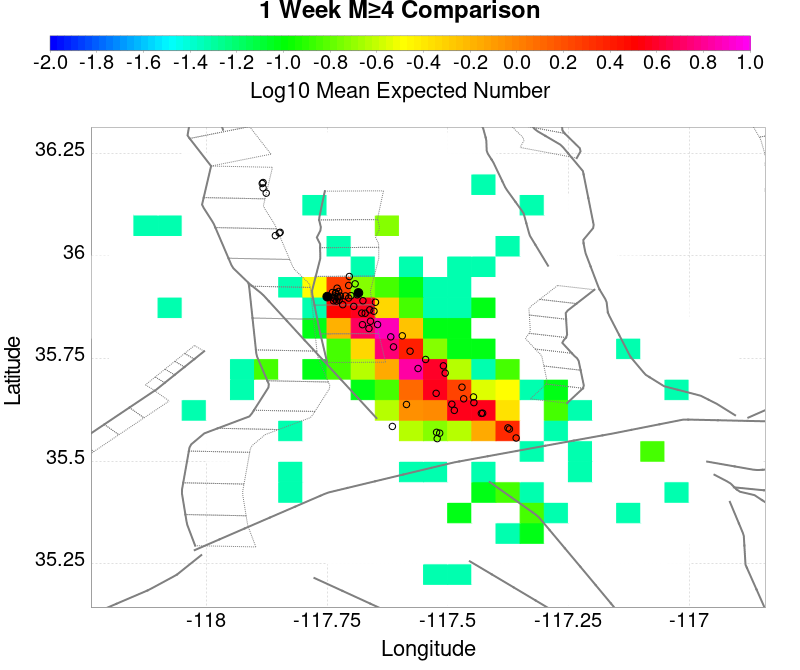 1 Week M≥4 Comparison
-2.0 -1.8 -1.6 -1.4 -1.2 -1.0 -0.8 -0.6 -0.4 -0.2 0.0 0.2 0.4 0.6 0.8 1.0
Log10 Mean Expected Number
36.25
36
35.75
35.5
35.25
Latitude
-118 -117.75 -117.5 -117.25 -117
Longitude